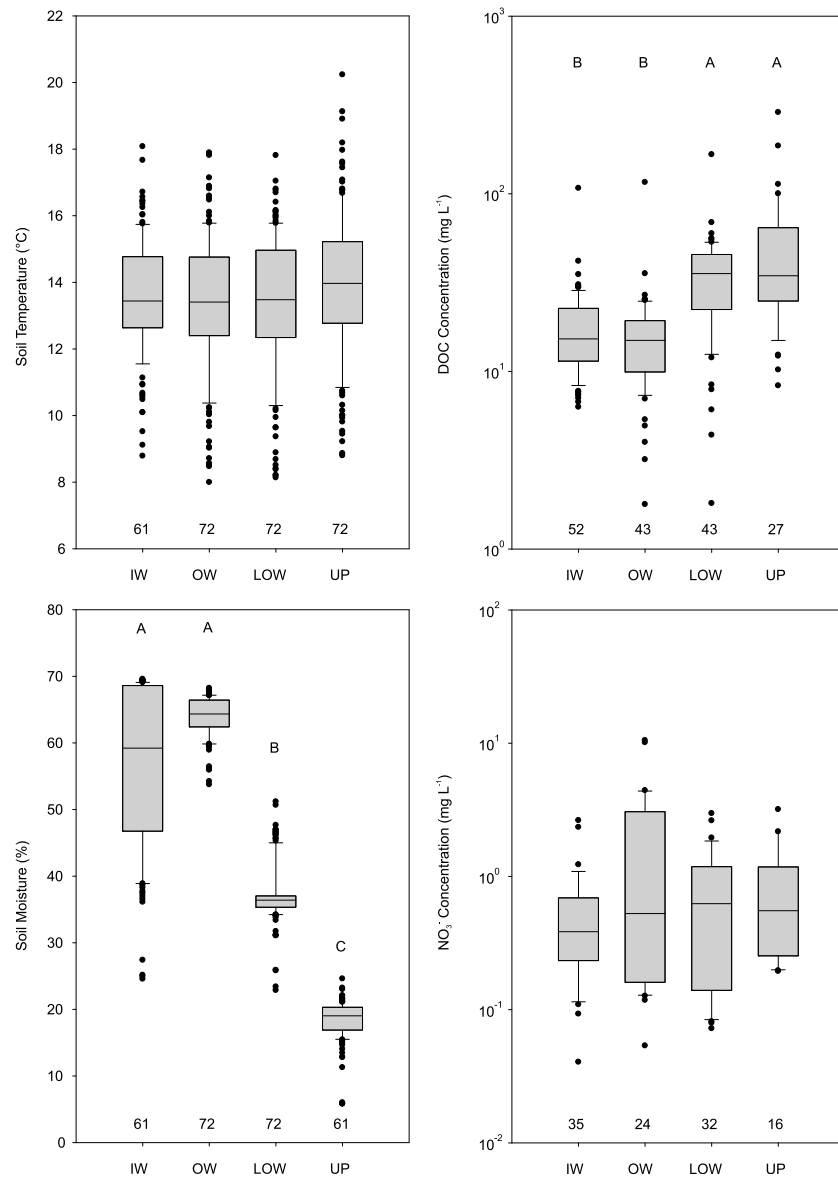 22
20
18
16
14
12
10
8
6
Soil Temperature (°C)
61 72 72 72
IW OW LOW UP
10³
10²
10¹
10⁰
DOC Concentration (mg L⁻¹)
B B A A
52 43 43 27
IW OW LOW UP
80
70
60
50
40
30
20
10
0
Soil Moisture (%)
A A
B
C
61 72 72 61
IW OW LOW UP
10²
10¹
10⁰
10⁻¹
10⁻²
NO₃⁻ Concentration (mg L⁻¹)
35 24 32 16
IW OW LOW UP